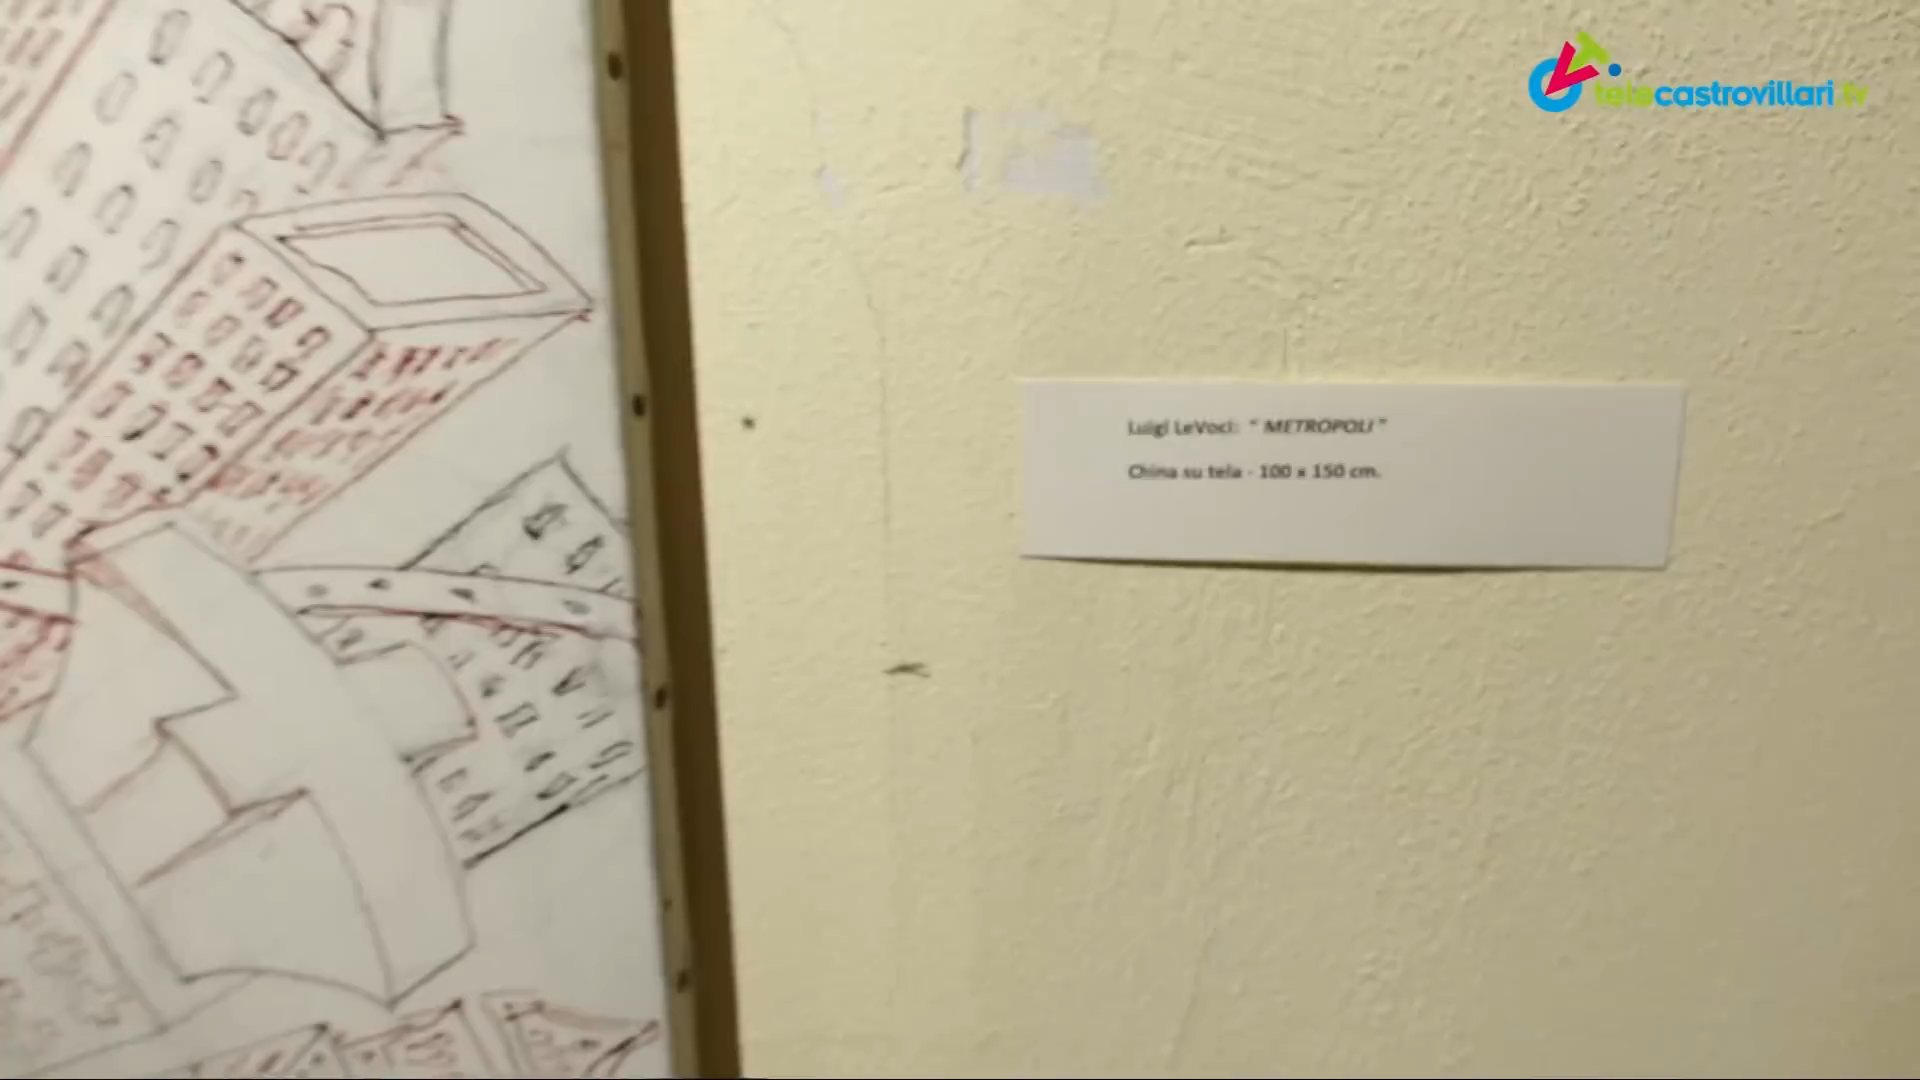 telecastrovillari.tv
Luigi LeVoci: " METROPOLI "
China su tela - 100 x 150 cm.